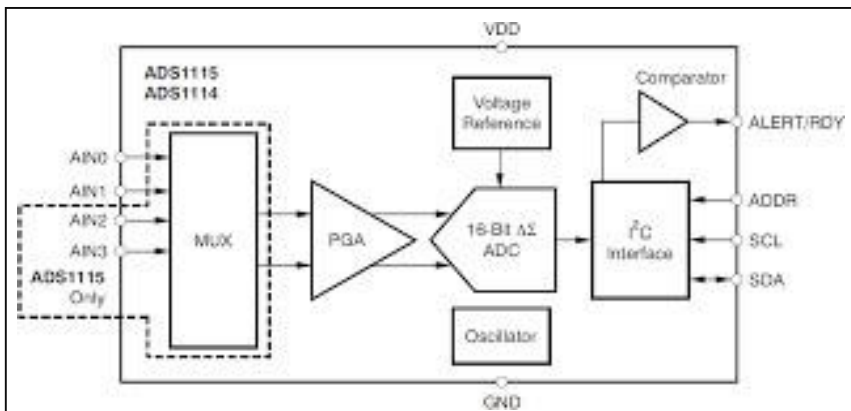 VDD
ADS1115
ADS1114
Comparator
Voltage
Reference
ALERT/RDY
AIN0
AIN1
AIN2
AIN3
ADS1115
Only
MUX
PGA
16-Bit ΔΣ
ADC
I²C
Interface
ADDR
SCL
SDA
Oscillator
GND